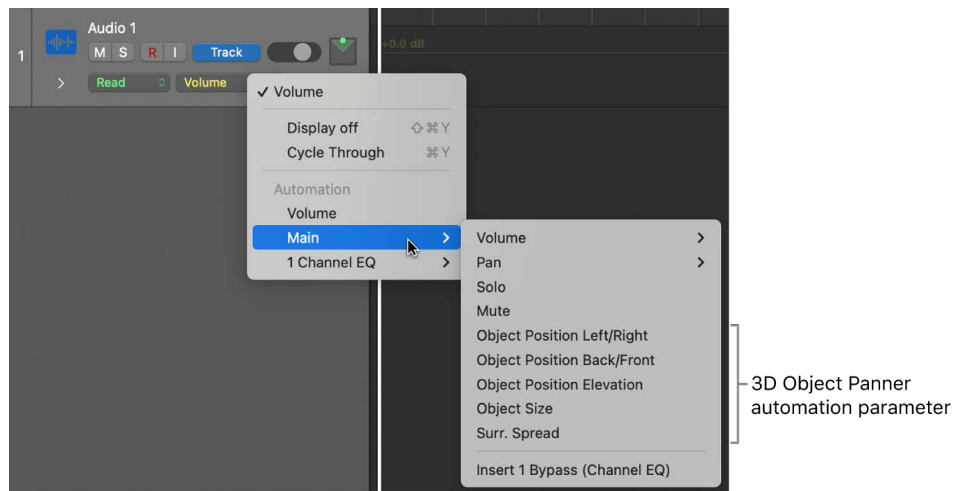 Audio 1
1
M S R I Track
+0.0 dB
Read Volume
✓ Volume
Display off ⇧⌘Y
Cycle Through ⌘Y
Automation
Volume
Main >
1 Channel EQ >
Volume >
Pan >
Solo
Mute
Object Position Left/Right
Object Position Back/Front
Object Position Elevation
Object Size
Surr. Spread
Insert 1 Bypass (Channel EQ)
3D Object Panner
automation parameter